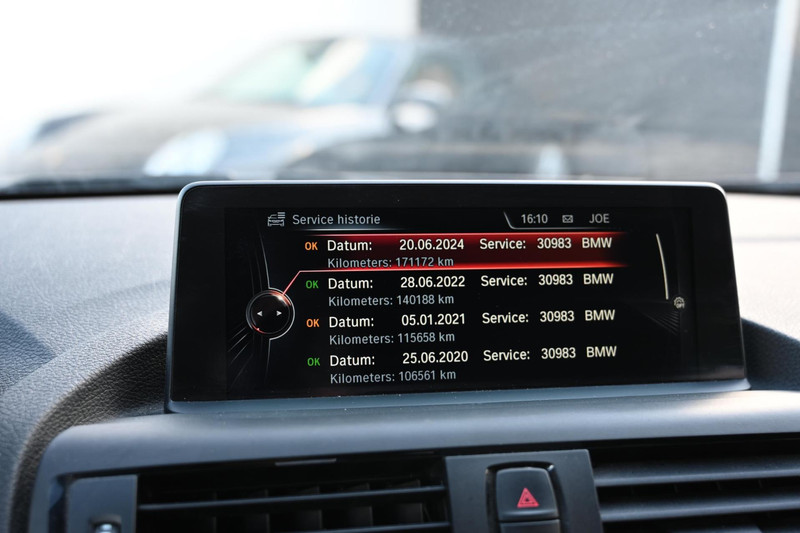 Service historie 16:10 JOE
OK Datum: 20.06.2024 Service: 30983 BMW
Kilometers: 171172 km
OK Datum: 28.06.2022 Service: 30983 BMW
Kilometers: 140188 km
OK Datum: 05.01.2021 Service: 30983 BMW
Kilometers: 115658 km
OK Datum: 25.06.2020 Service: 30983 BMW
Kilometers: 106561 km